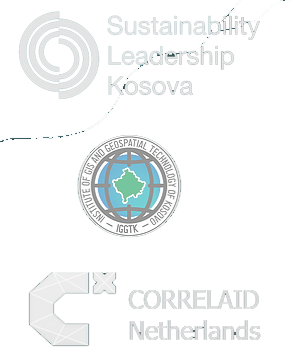 Sustainability
Leadership
Kosova
INSTITUTE OF GIS AND GEOSPATIAL TECHNOLOGY OF KOSOVO
IGGTK
CORRELAID
Netherlands